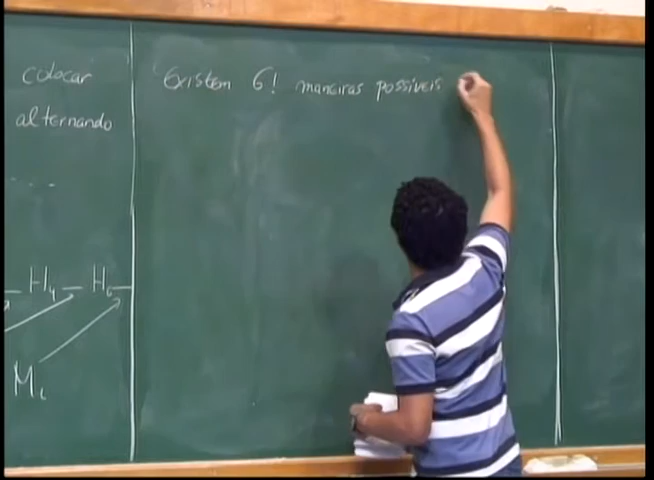 colocar
alternando
....
— H₄ — H₆ —
M₆
Existem 6! maneiras possíveis